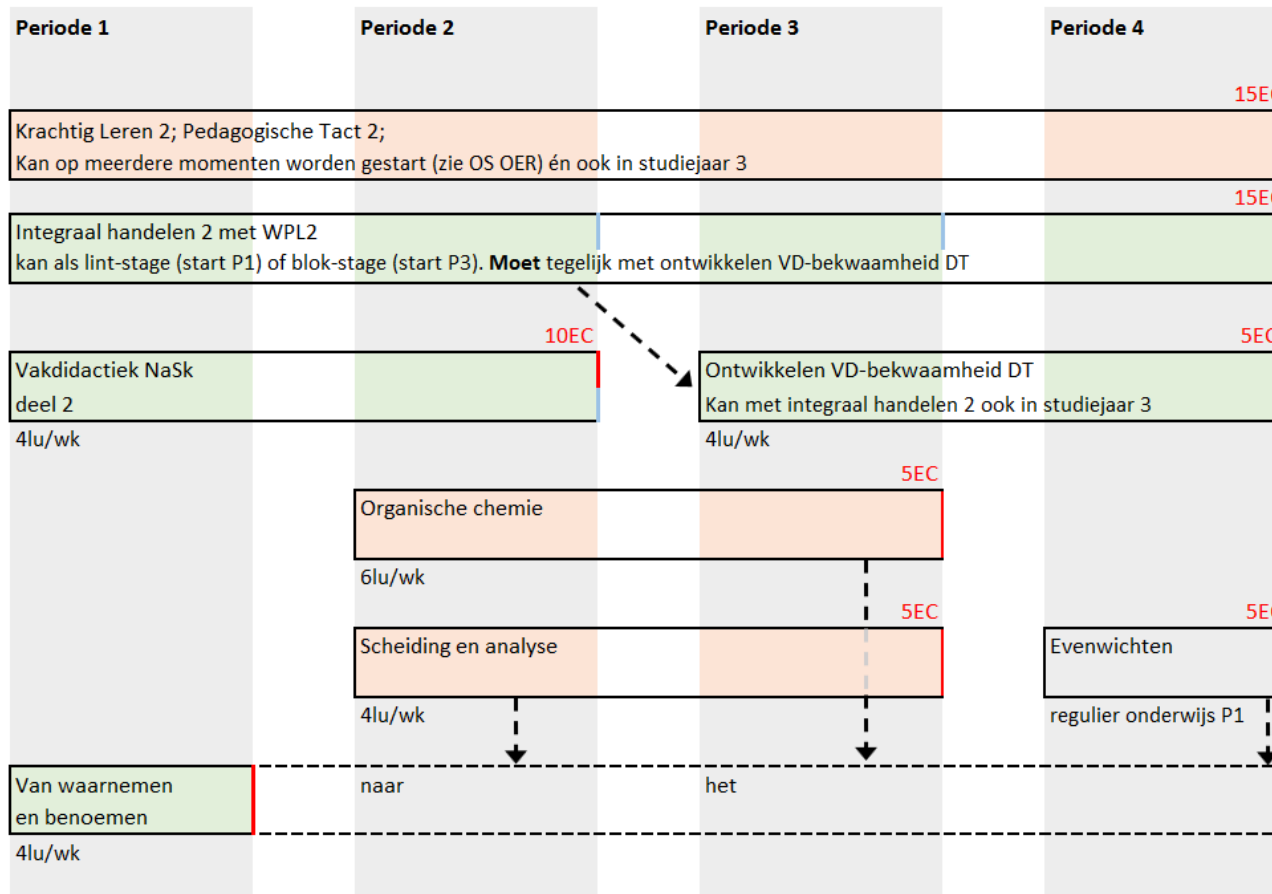 Periode 1
Periode 2
Periode 3
Periode 4
15EC
Krachtig Leren 2; Pedagogische Tact 2;
Kan op meerdere momenten worden gestart (zie OS OER) én ook in studiejaar 3
15EC
Integraal handelen 2 met WPL2
kan als lint-stage (start P1) of blok-stage (start P3). Moet tegelijk met ontwikkelen VD-bekwaamheid DT
10EC
5EC
Vakdidactiek NaSk
deel 2
4lu/wk
Ontwikkelen VD-bekwaamheid DT
Kan met integraal handelen 2 ook in studiejaar 3
4lu/wk
5EC
Organische chemie
6lu/wk
5EC
5EC
Scheiding en analyse
4lu/wk
Evenwichten
regulier onderwijs P1
Van waarnemen
en benoemen
naar
het
4lu/wk